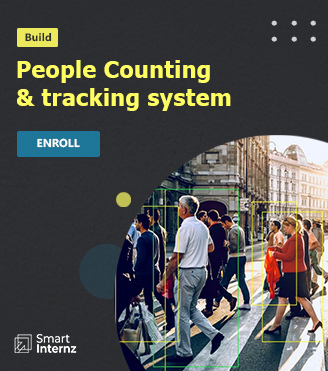 Build
People Counting
& tracking system
ENROLL
Smart
Internz